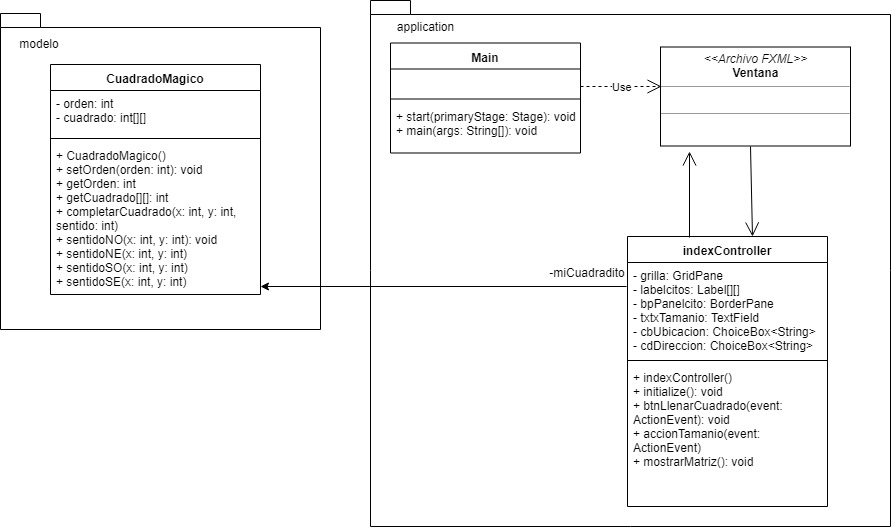 modelo
CuadradoMagico
- orden: int
- cuadrado: int[][]
+ CuadradoMagico()
+ setOrden(orden: int): void
+ getOrden: int
+ getCuadrado[][]: int
+ completarCuadrado(x: int, y: int,
sentido: int)
+ sentidoNO(x: int, y: int): void
+ sentidoNE(x: int, y: int)
+ sentidoSO(x: int, y: int)
+ sentidoSE(x: int, y: int)
application
Main
+ start(primaryStage: Stage): void
+ main(args: String[]): void
Use
<<Archivo FXML>>
Ventana
-miCuadradito
indexController
- grilla: GridPane
- labelcitos: Label[][]
- bpPanelcito: BorderPane
- txtxTamanio: TextField
- cbUbicacion: ChoiceBox<String>
- cdDireccion: ChoiceBox<String>
+ indexController()
+ initialize(): void
+ btnLlenarCuadrado(event:
ActionEvent): void
+ accionTamanio(event:
ActionEvent)
+ mostrarMatriz(): void